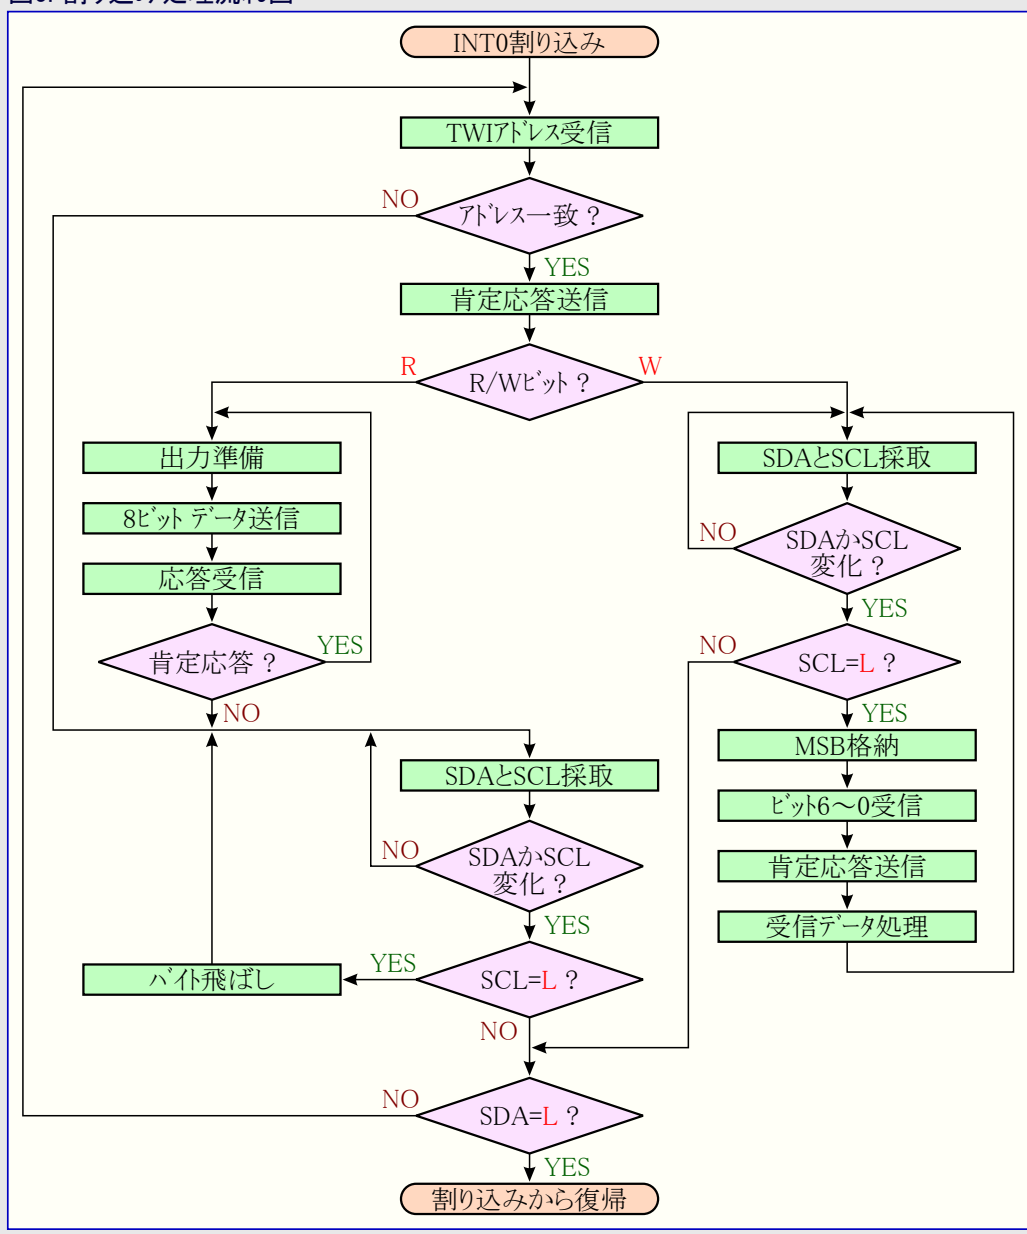 INT0割り込み
TWIアドレス受信
アドレス一致 ?
NO
YES
肯定応答送信
R/Wビット ?
R
W
出力準備
8ビット データ送信
応答受信
肯定応答 ?
YES
NO
SDAとSCL採取
SDAかSCL
変化 ?
NO
YES
SCL=L ?
NO
YES
MSB格納
ビット6~0受信
肯定応答送信
受信データ処理
SDAとSCL採取
SDAかSCL
変化 ?
NO
YES
SCL=L ?
YES
NO
バイト飛ばし
SDA=L ?
NO
YES
割り込みから復帰